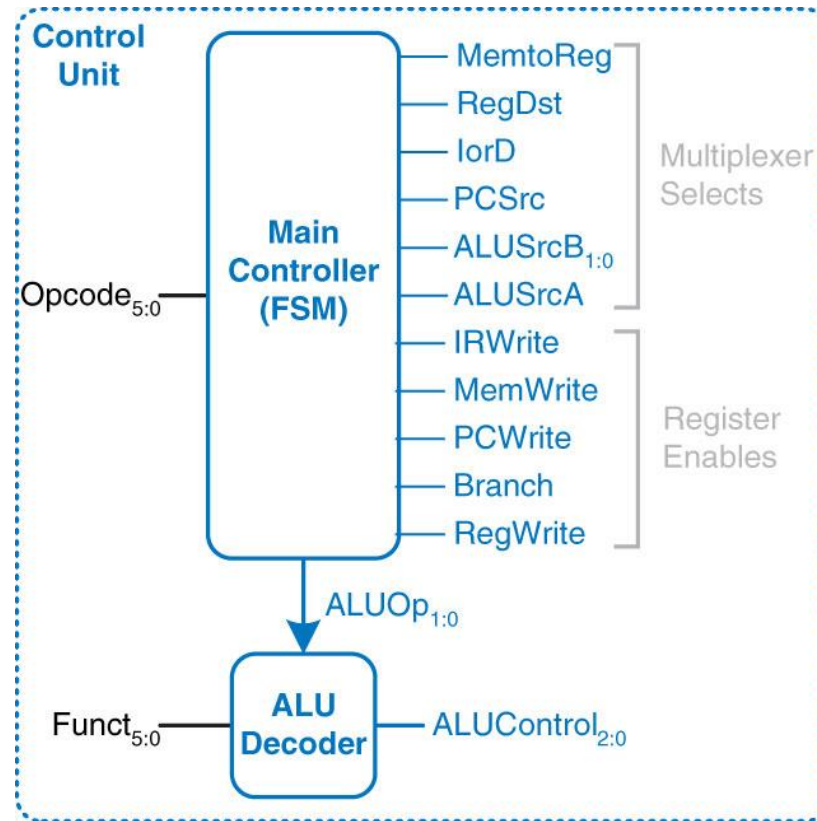 Control
Unit
Main
Controller
(FSM)
Opcode5:0
MemtoReg
RegDst
IorD
PCSrc
ALUSrcB1:0
ALUSrcA
Multiplexer
Selects
IRWrite
MemWrite
PCWrite
Branch
RegWrite
Register
Enables
ALUOp1:0
Funct5:0
ALU
Decoder
ALUControl2:0